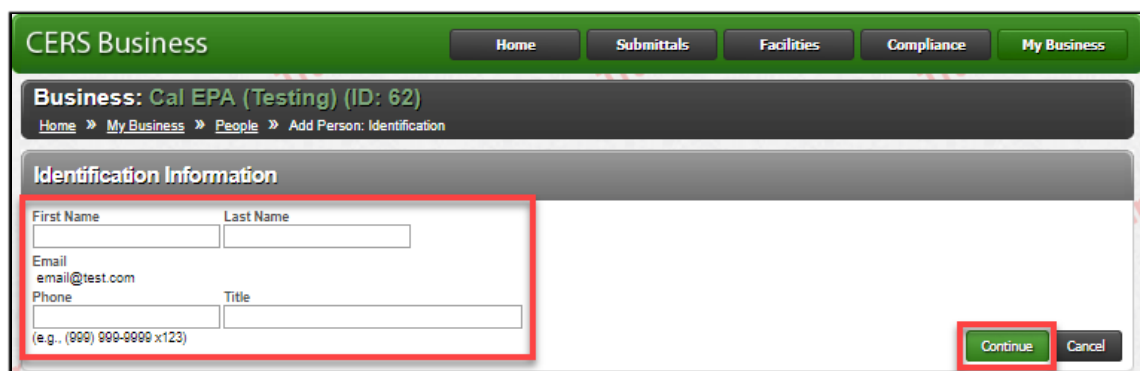 CERS Business Home Submittals Facilities Compliance My Business
Business: Cal EPA (Testing) (ID: 62)
Home » My Business » People » Add Person: Identification
Identification Information
First Name Last Name
Email
email@test.com
Phone Title
(e.g., (999) 999-9999 x123)
Continue Cancel